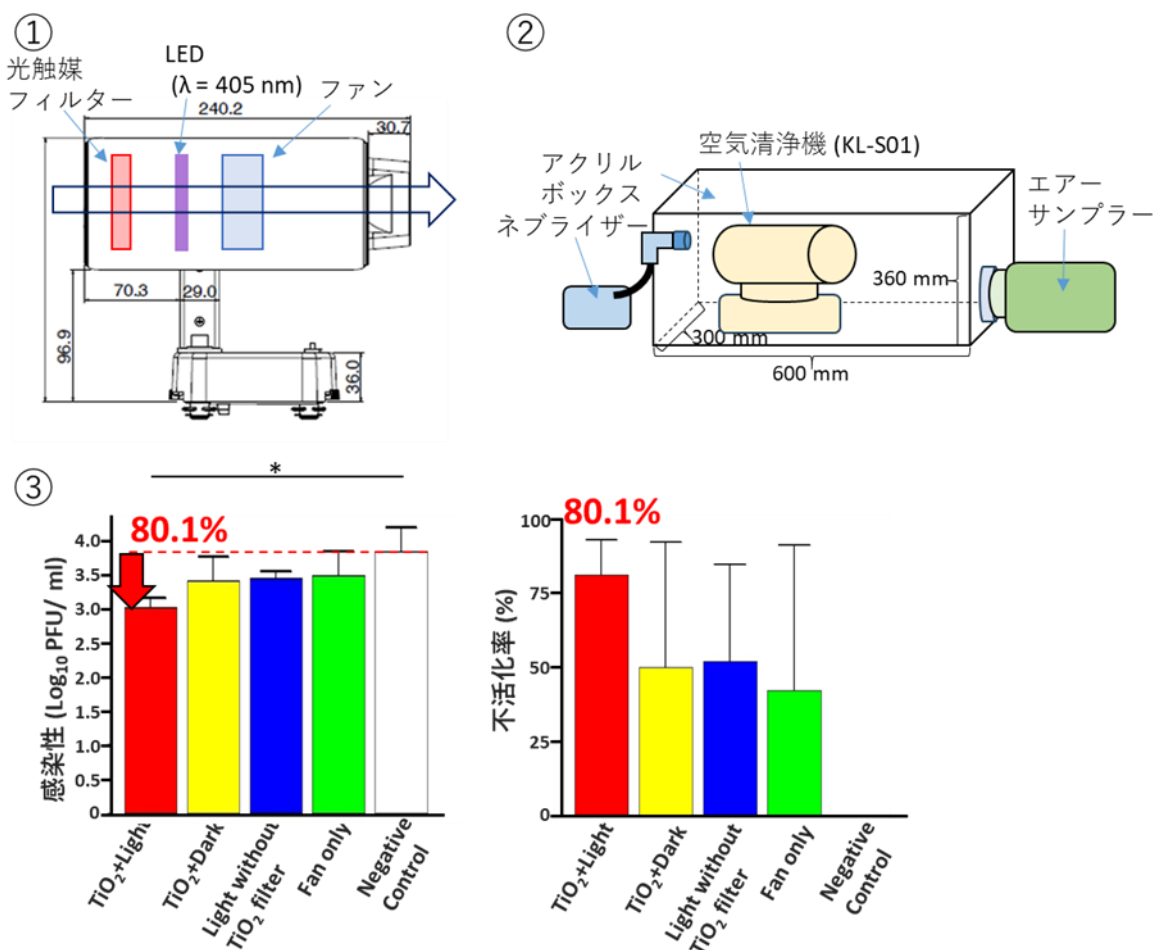 ①
光触媒
フィルター
LED
(λ = 405 nm)
ファン
240.2
30.7
70.3
29.0
96.9
36.0
②
アクリル
ボックス
ネブライザー
空気清浄機 (KL-S01)
エアー
サンプラー
360 mm
300 mm
600 mm
③
*
80.1%
感染性 (Log₁₀ PFU/ ml)
4.0
3.5
3.0
2.5
2.0
1.5
1.0
0.5
0
TiO₂+Light
TiO₂+Dark
Light without
TiO₂ filter
Fan only
Negative
Control
80.1%
不活化率 (%)
100
75
50
25
0
TiO₂+Light
TiO₂+Dark
Light without
TiO₂ filter
Fan only
Negative
Control